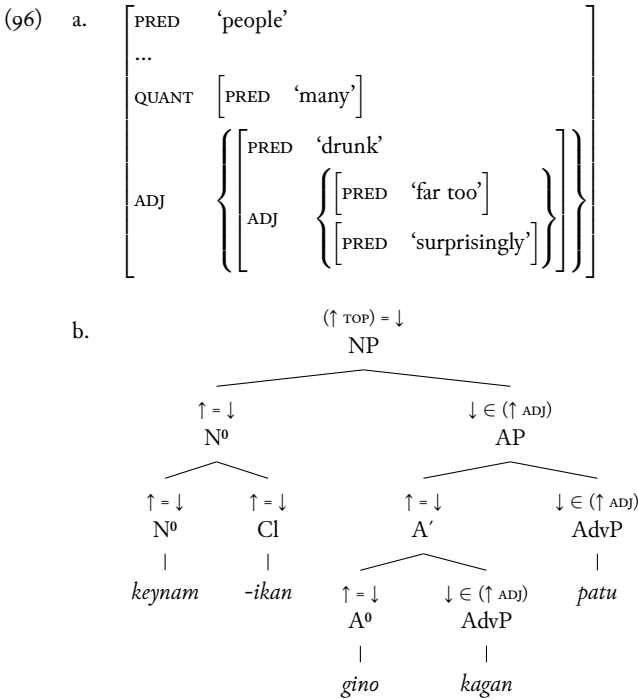 (96) a. [PRED ‘people’
...
QUANT [PRED ‘many’]
ADJ {[PRED ‘drunk’
ADJ {[PRED ‘far too’]
[PRED ‘surprisingly’]}]}]
b. (↑ TOP) = ↓
NP
↑ = ↓ ↓ ∈ (↑ ADJ)
N⁰ AP
↑ = ↓ ↑ = ↓ ↑ = ↓ ↓ ∈ (↑ ADJ)
N⁰ Cl A′ AdvP
keynam -ikan ↑ = ↓ ↓ ∈ (↑ ADJ) patu
A⁰ AdvP
gino kagan